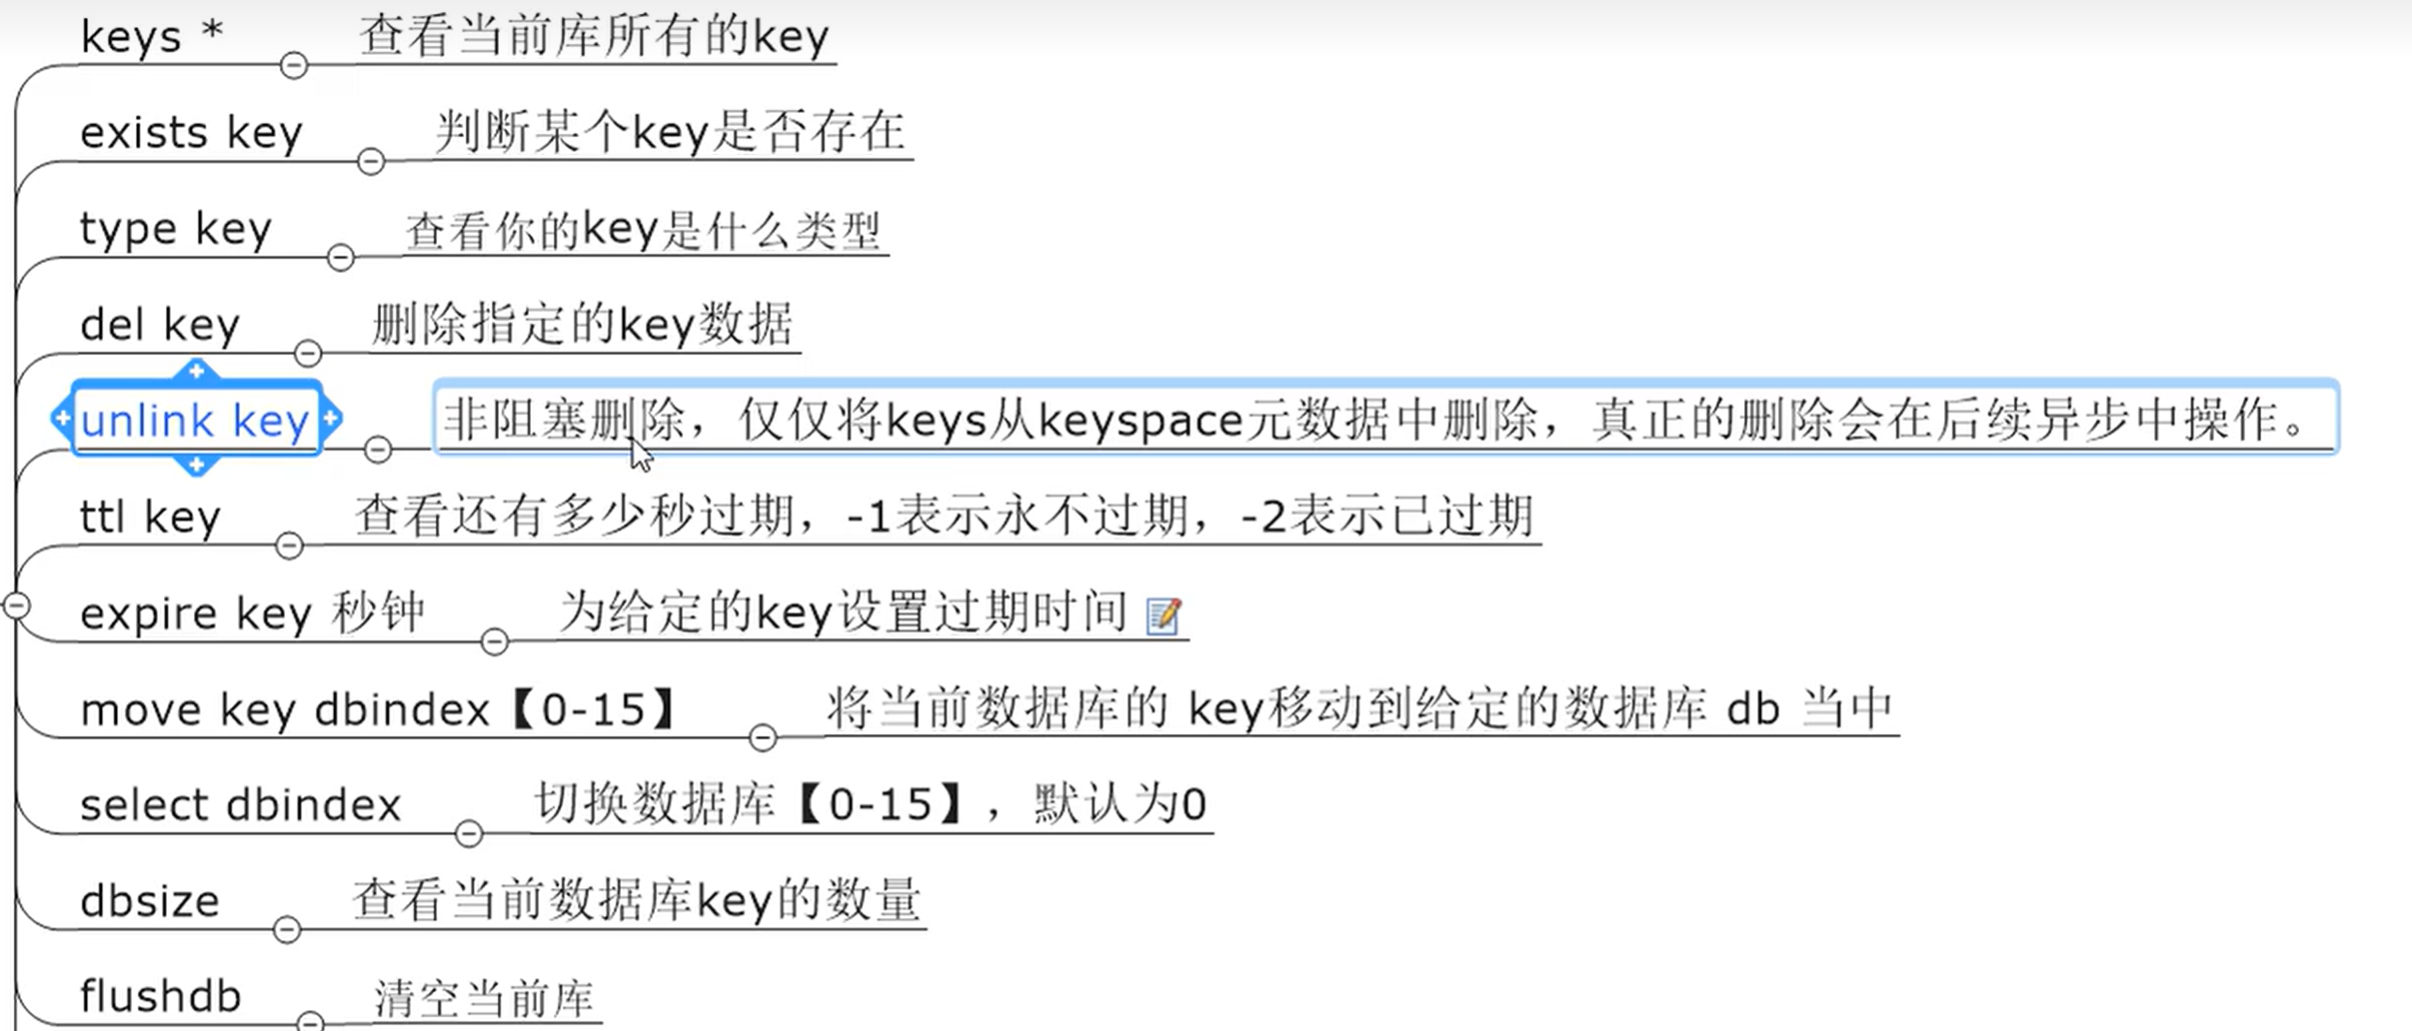 keys * 查看当前库所有的key
exists key 判断某个key是否存在
type key 查看你的key是什么类型
del key 删除指定的key数据
unlink key 非阻塞删除，仅仅将keys从keyspace元数据中删除，真正的删除会在后续异步中操作。
ttl key 查看还有多少秒过期，-1表示永不过期，-2表示已过期
expire key 秒钟 为给定的key设置过期时间
move key dbindex【0-15】 将当前数据库的 key移动到给定的数据库 db 当中
select dbindex 切换数据库【0-15】，默认为0
dbsize 查看当前数据库key的数量
flushdb 清空当前库